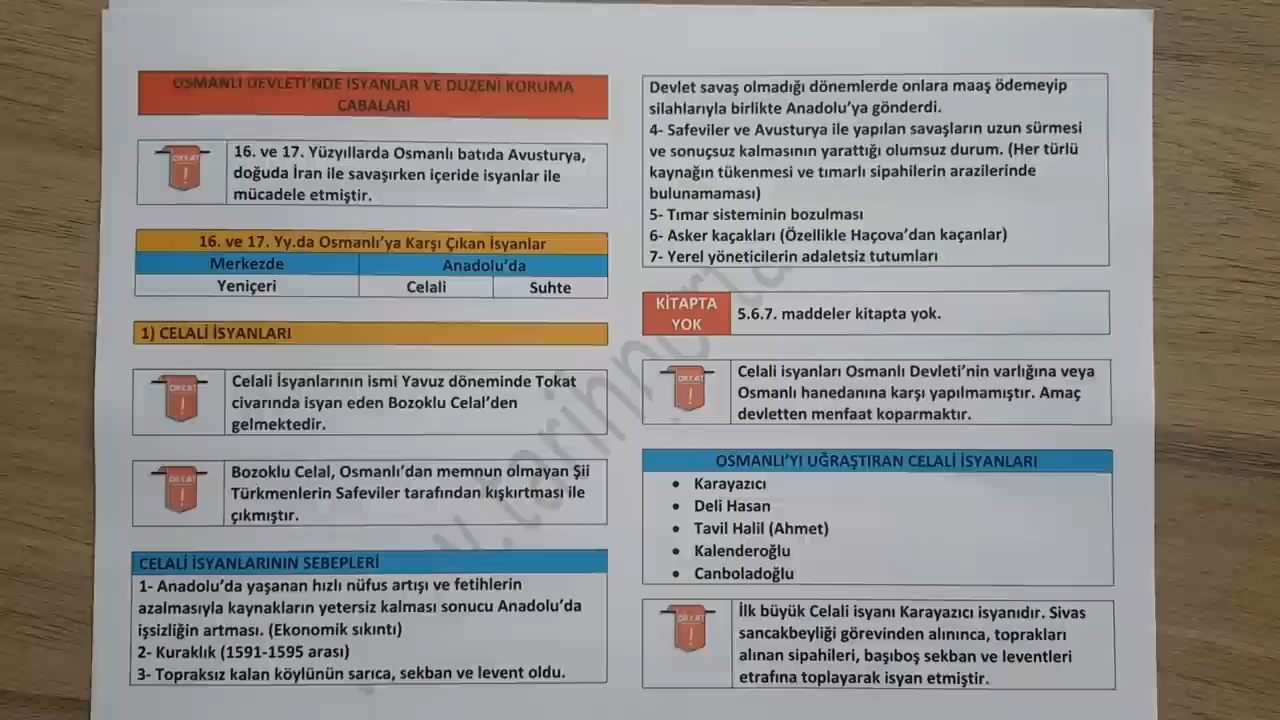 OSMANLI DEVLETİ'NDE İSYANLAR VE DÜZENİ KORUMA
ÇABALARI
DİKKAT
!
16. ve 17. Yüzyıllarda Osmanlı batıda Avusturya,
doğuda İran ile savaşırken içeride isyanlar ile
mücadele etmiştir.
16. ve 17. Yy.da Osmanlı'ya Karşı Çıkan İsyanlar
Merkezde Anadolu'da
Yeniçeri Celali Suhte
1) CELALİ İSYANLARI
DİKKAT
!
Celali İsyanlarının ismi Yavuz döneminde Tokat
civarında isyan eden Bozoklu Celal'den
gelmektedir.
DİKKAT
!
Bozoklu Celal, Osmanlı'dan memnun olmayan Şii
Türkmenlerin Safeviler tarafından kışkırtması ile
çıkmıştır.
CELALİ İSYANLARININ SEBEPLERİ
1- Anadolu'da yaşanan hızlı nüfus artışı ve fetihlerin
azalmasıyla kaynakların yetersiz kalması sonucu Anadolu'da
işsizliğin artması. (Ekonomik sıkıntı)
2- Kuraklık (1591-1595 arası)
3- Topraksız kalan köylünün sarıca, sekban ve levent oldu.
Devlet savaş olmadığı dönemlerde onlara maaş ödemeyip
silahlarıyla birlikte Anadolu'ya gönderdi.
4- Safeviler ve Avusturya ile yapılan savaşların uzun sürmesi
ve sonuçsuz kalmasının yarattığı olumsuz durum. (Her türlü
kaynağın tükenmesi ve tımarlı sipahilerin arazilerinde
bulunamaması)
5- Tımar sisteminin bozulması
6- Asker kaçakları (Özellikle Haçova'dan kaçanlar)
7- Yerel yöneticilerin adaletsiz tutumları
KİTAPTA
YOK
5.6.7. maddeler kitapta yok.
DİKKAT
!
Celali isyanları Osmanlı Devleti'nin varlığına veya
Osmanlı hanedanına karşı yapılmamıştır. Amaç
devletten menfaat koparmaktır.
OSMANLI'YI UĞRAŞTIRAN CELALİ İSYANLARI
• Karayazıcı
• Deli Hasan
• Tavil Halil (Ahmet)
• Kalenderoğlu
• Canboladoğlu
DİKKAT
!
İlk büyük Celali isyanı Karayazıcı isyanıdır. Sivas
sancakbeyliği görevinden alınınca, toprakları
alınan sipahileri, başıboş sekban ve leventleri
etrafına toplayarak isyan etmiştir.